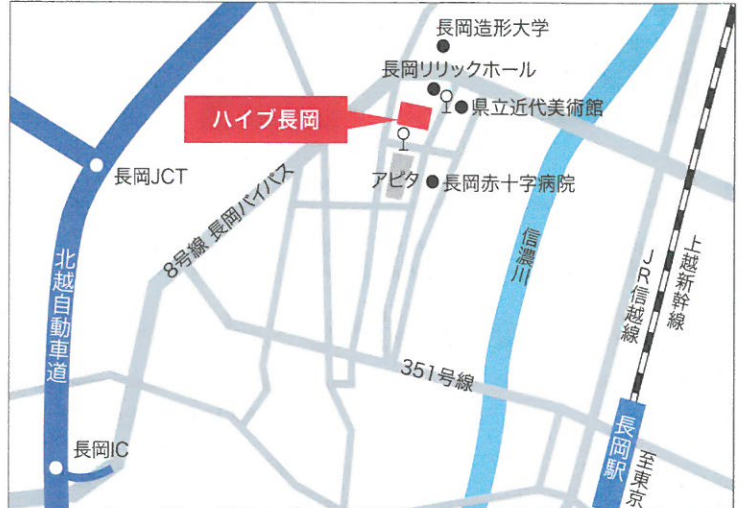 長岡造形大学
長岡リリックホール
ハイブ長岡
県立近代美術館
長岡JCT
アピタ
長岡赤十字病院
8号線 長岡バイパス
信濃川
上越新幹線
JR信越線
北越自動車道
351号線
長岡駅
至東京
長岡IC